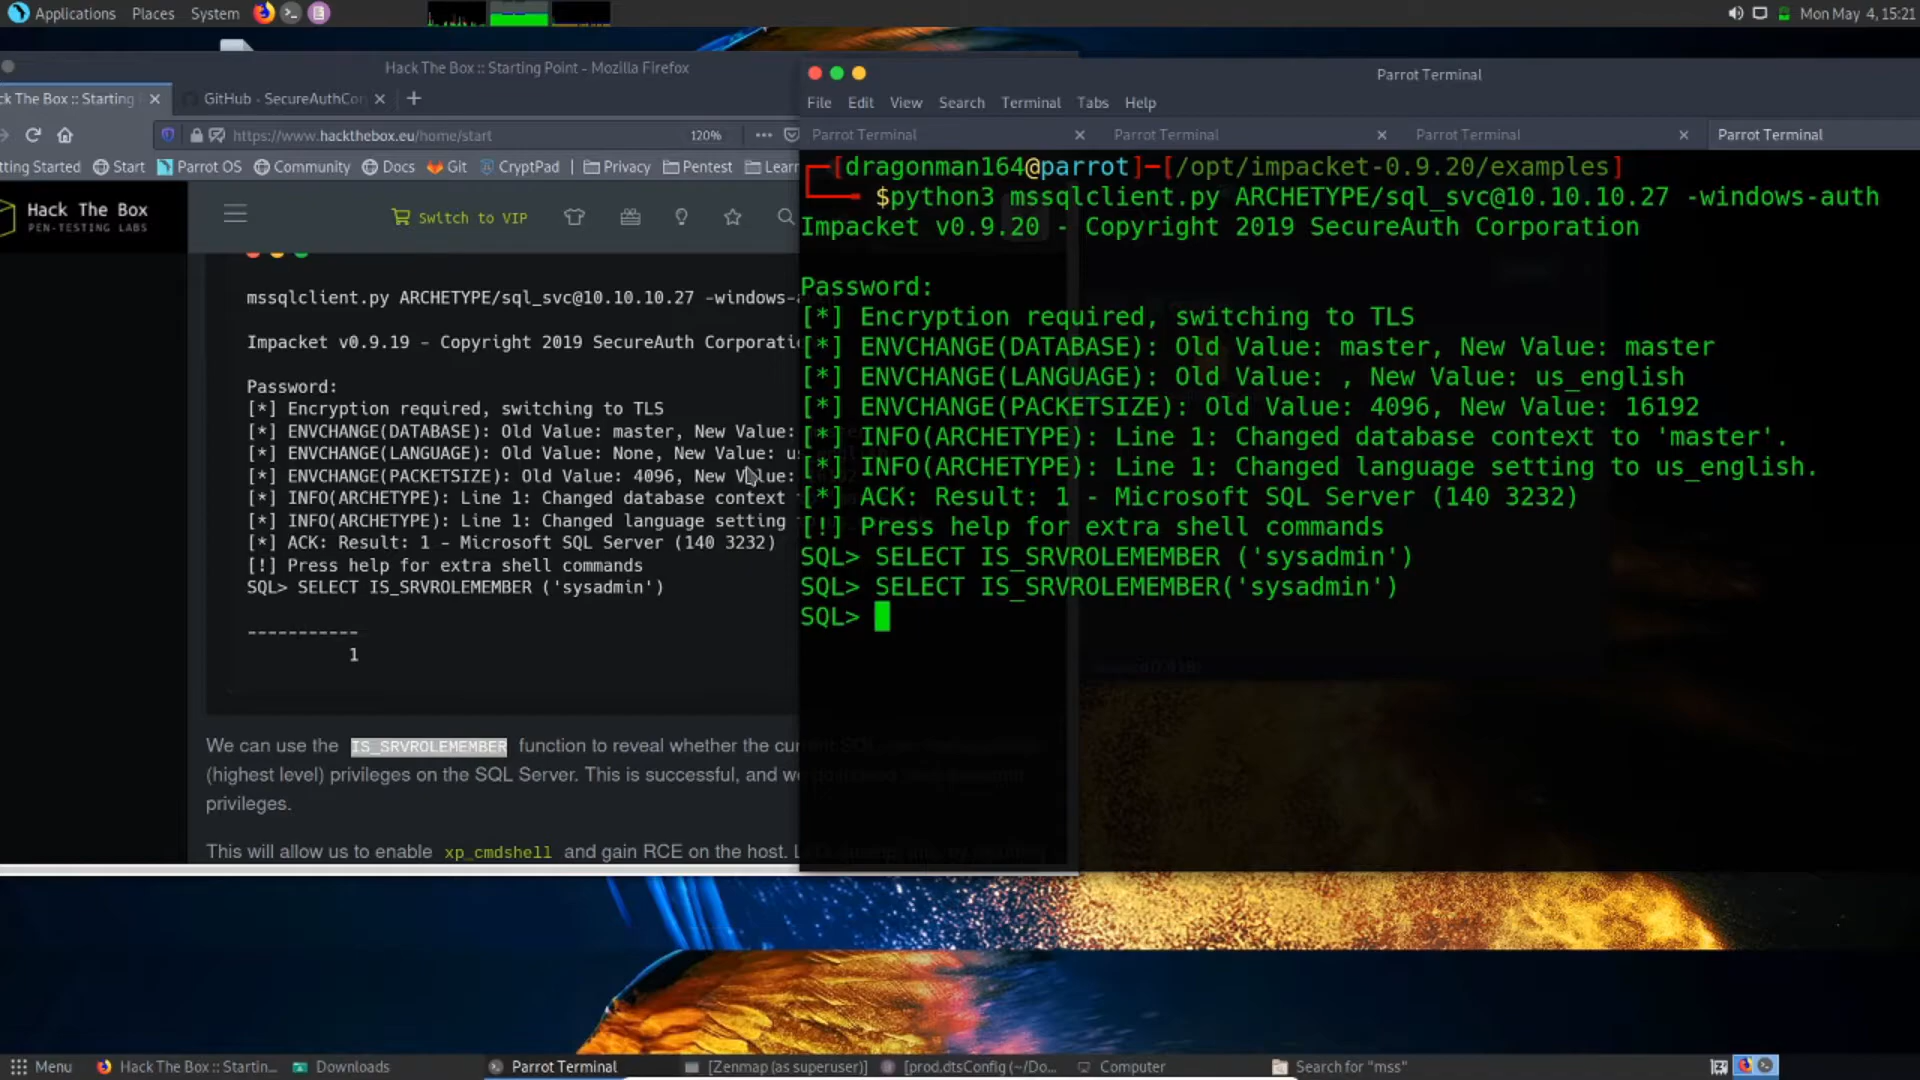 Applications Places System Mon May 4, 15:21
Hack The Box :: Starting Point - Mozilla Firefox
ck The Box :: Starting
GitHub - SecureAuthCor
https://www.hackthebox.eu/home/start 120%
tting Started Start Parrot OS Community Docs Git CryptPad Privacy Pentest Learn
Hack The Box
PEN-TESTING LABS
Switch to VIP
mssqlclient.py ARCHETYPE/sql_svc@10.10.10.27 -windows-
Impacket v0.9.19 - Copyright 2019 SecureAuth Corporatio
Password:
[*] Encryption required, switching to TLS
[*] ENVCHANGE(DATABASE): Old Value: master, New Value:
[*] ENVCHANGE(LANGUAGE): Old Value: None, New Value: us
[*] ENVCHANGE(PACKETSIZE): Old Value: 4096, New Value:
[*] INFO(ARCHETYPE): Line 1: Changed database context
[*] INFO(ARCHETYPE): Line 1: Changed language setting
[*] ACK: Result: 1 - Microsoft SQL Server (140 3232)
[!] Press help for extra shell commands
SQL> SELECT IS_SRVROLEMEMBER ('sysadmin')
-----------
1
We can use the IS_SRVROLEMEMBER function to reveal whether the
(highest level) privileges on the SQL Server. This is successful, and
privileges.
This will allow us to enable xp_cmdshell and gain RCE on the host.
Parrot Terminal
File Edit View Search Terminal Tabs Help
Parrot Terminal Parrot Terminal Parrot Terminal Parrot Terminal
[dragonman164@parrot]─[/opt/impacket-0.9.20/examples]
$python3 mssqlclient.py ARCHETYPE/sql_svc@10.10.10.27 -windows-auth
Impacket v0.9.20 - Copyright 2019 SecureAuth Corporation
Password:
[*] Encryption required, switching to TLS
[*] ENVCHANGE(DATABASE): Old Value: master, New Value: master
[*] ENVCHANGE(LANGUAGE): Old Value: , New Value: us_english
[*] ENVCHANGE(PACKETSIZE): Old Value: 4096, New Value: 16192
[*] INFO(ARCHETYPE): Line 1: Changed database context to 'master'.
[*] INFO(ARCHETYPE): Line 1: Changed language setting to us_english.
[*] ACK: Result: 1 - Microsoft SQL Server (140 3232)
[!] Press help for extra shell commands
SQL> SELECT IS_SRVROLEMEMBER ('sysadmin')
SQL> SELECT IS_SRVROLEMEMBER('sysadmin')
SQL>
Menu Hack The Box :: Startin... Downloads Parrot Terminal [Zenmap (as superuser)] [prod.dtsConfig (~/Do... Computer Search for "mss"